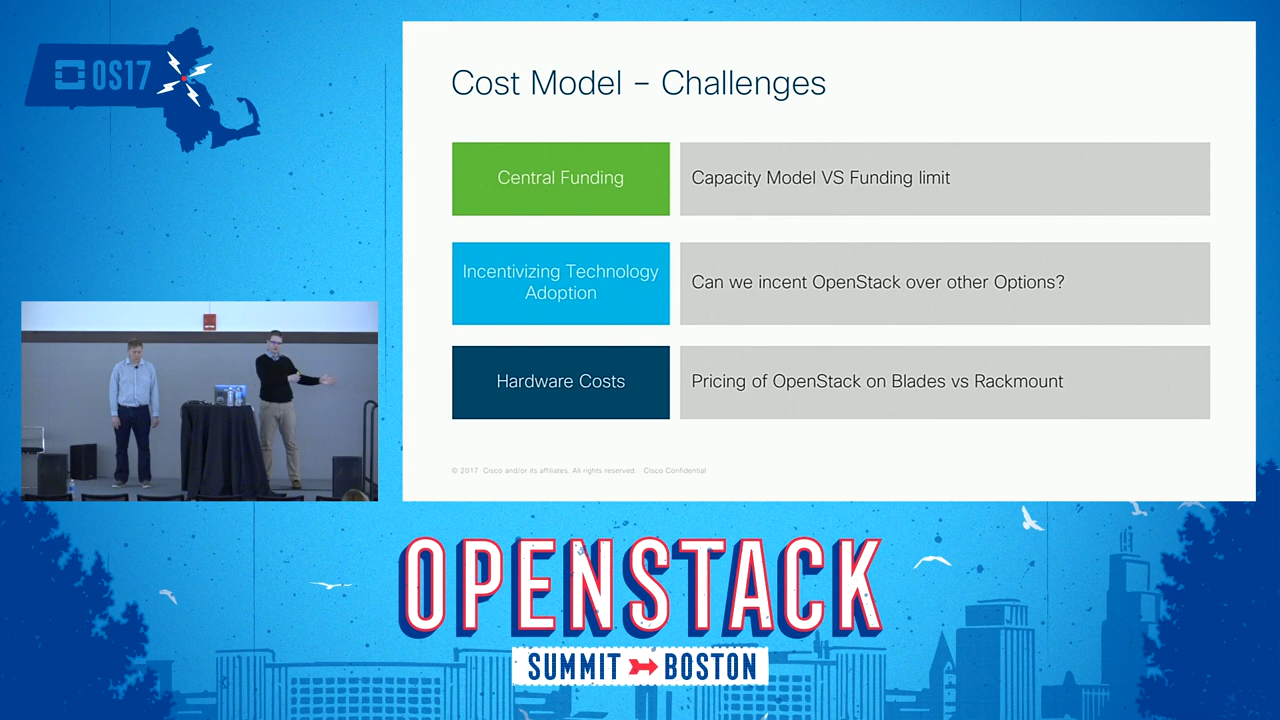 OS17
Cost Model – Challenges
Central Funding
Capacity Model VS Funding limit
Incentivizing Technology
Adoption
Can we incent OpenStack over other Options?
Hardware Costs
Pricing of OpenStack on Blades vs Rackmount
© 2017 Cisco and/or its affiliates. All rights reserved. Cisco Confidential
OPENSTACK
SUMMIT BOSTON